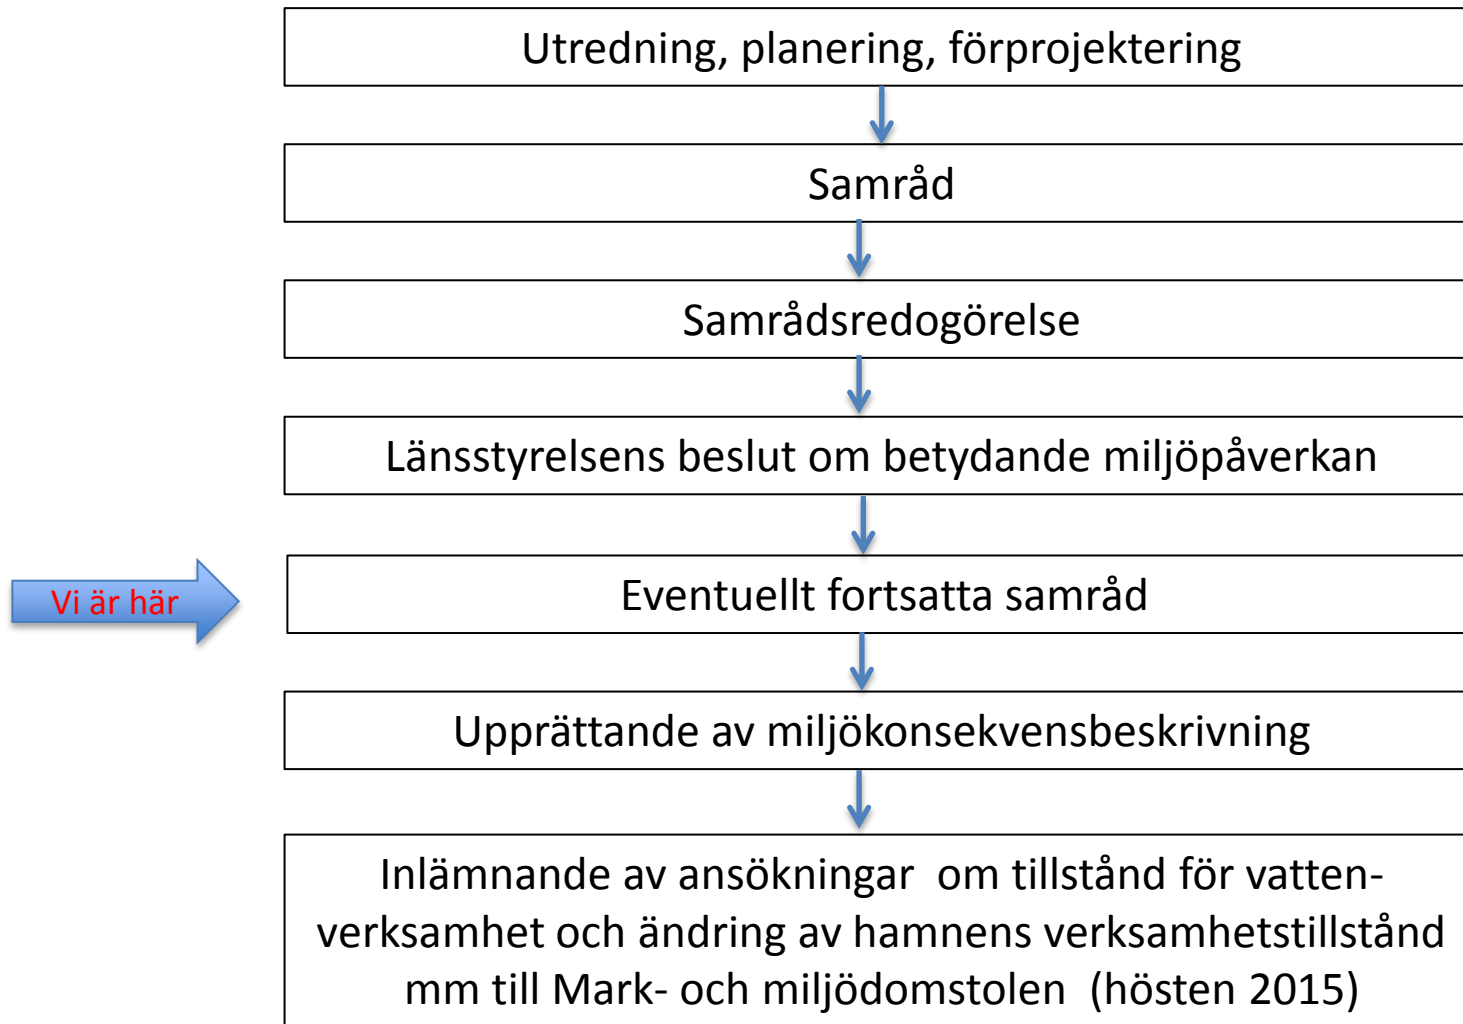 Utredning, planering, förprojektering
Samråd
Samrådsredogörelse
Länsstyrelsens beslut om betydande miljöpåverkan
Vi är här
Eventuellt fortsatta samråd
Upprättande av miljökonsekvensbeskrivning
Inlämnande av ansökningar om tillstånd för vatten-
verksamhet och ändring av hamnens verksamhetstillstånd
mm till Mark- och miljödomstolen (hösten 2015)